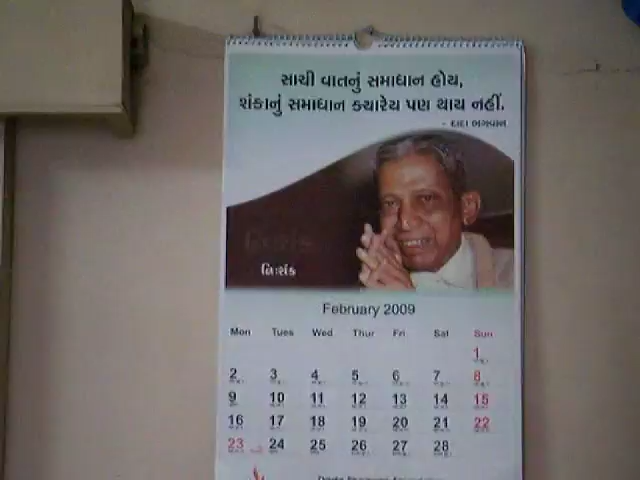 સાચી વાતનું સમાધાન હોય,
શંકાનું સમાધાન ક્યારેય પણ થાય નહીં.
- દાદા ભગવાન
નિઃશંક
નિઃશંક
February 2009
Mon Tues Wed Thur Fri Sat Sun
1
2 3 4 5 6 7 8
9 10 11 12 13 14 15
16 17 18 19 20 21 22
23 24 25 26 27 28